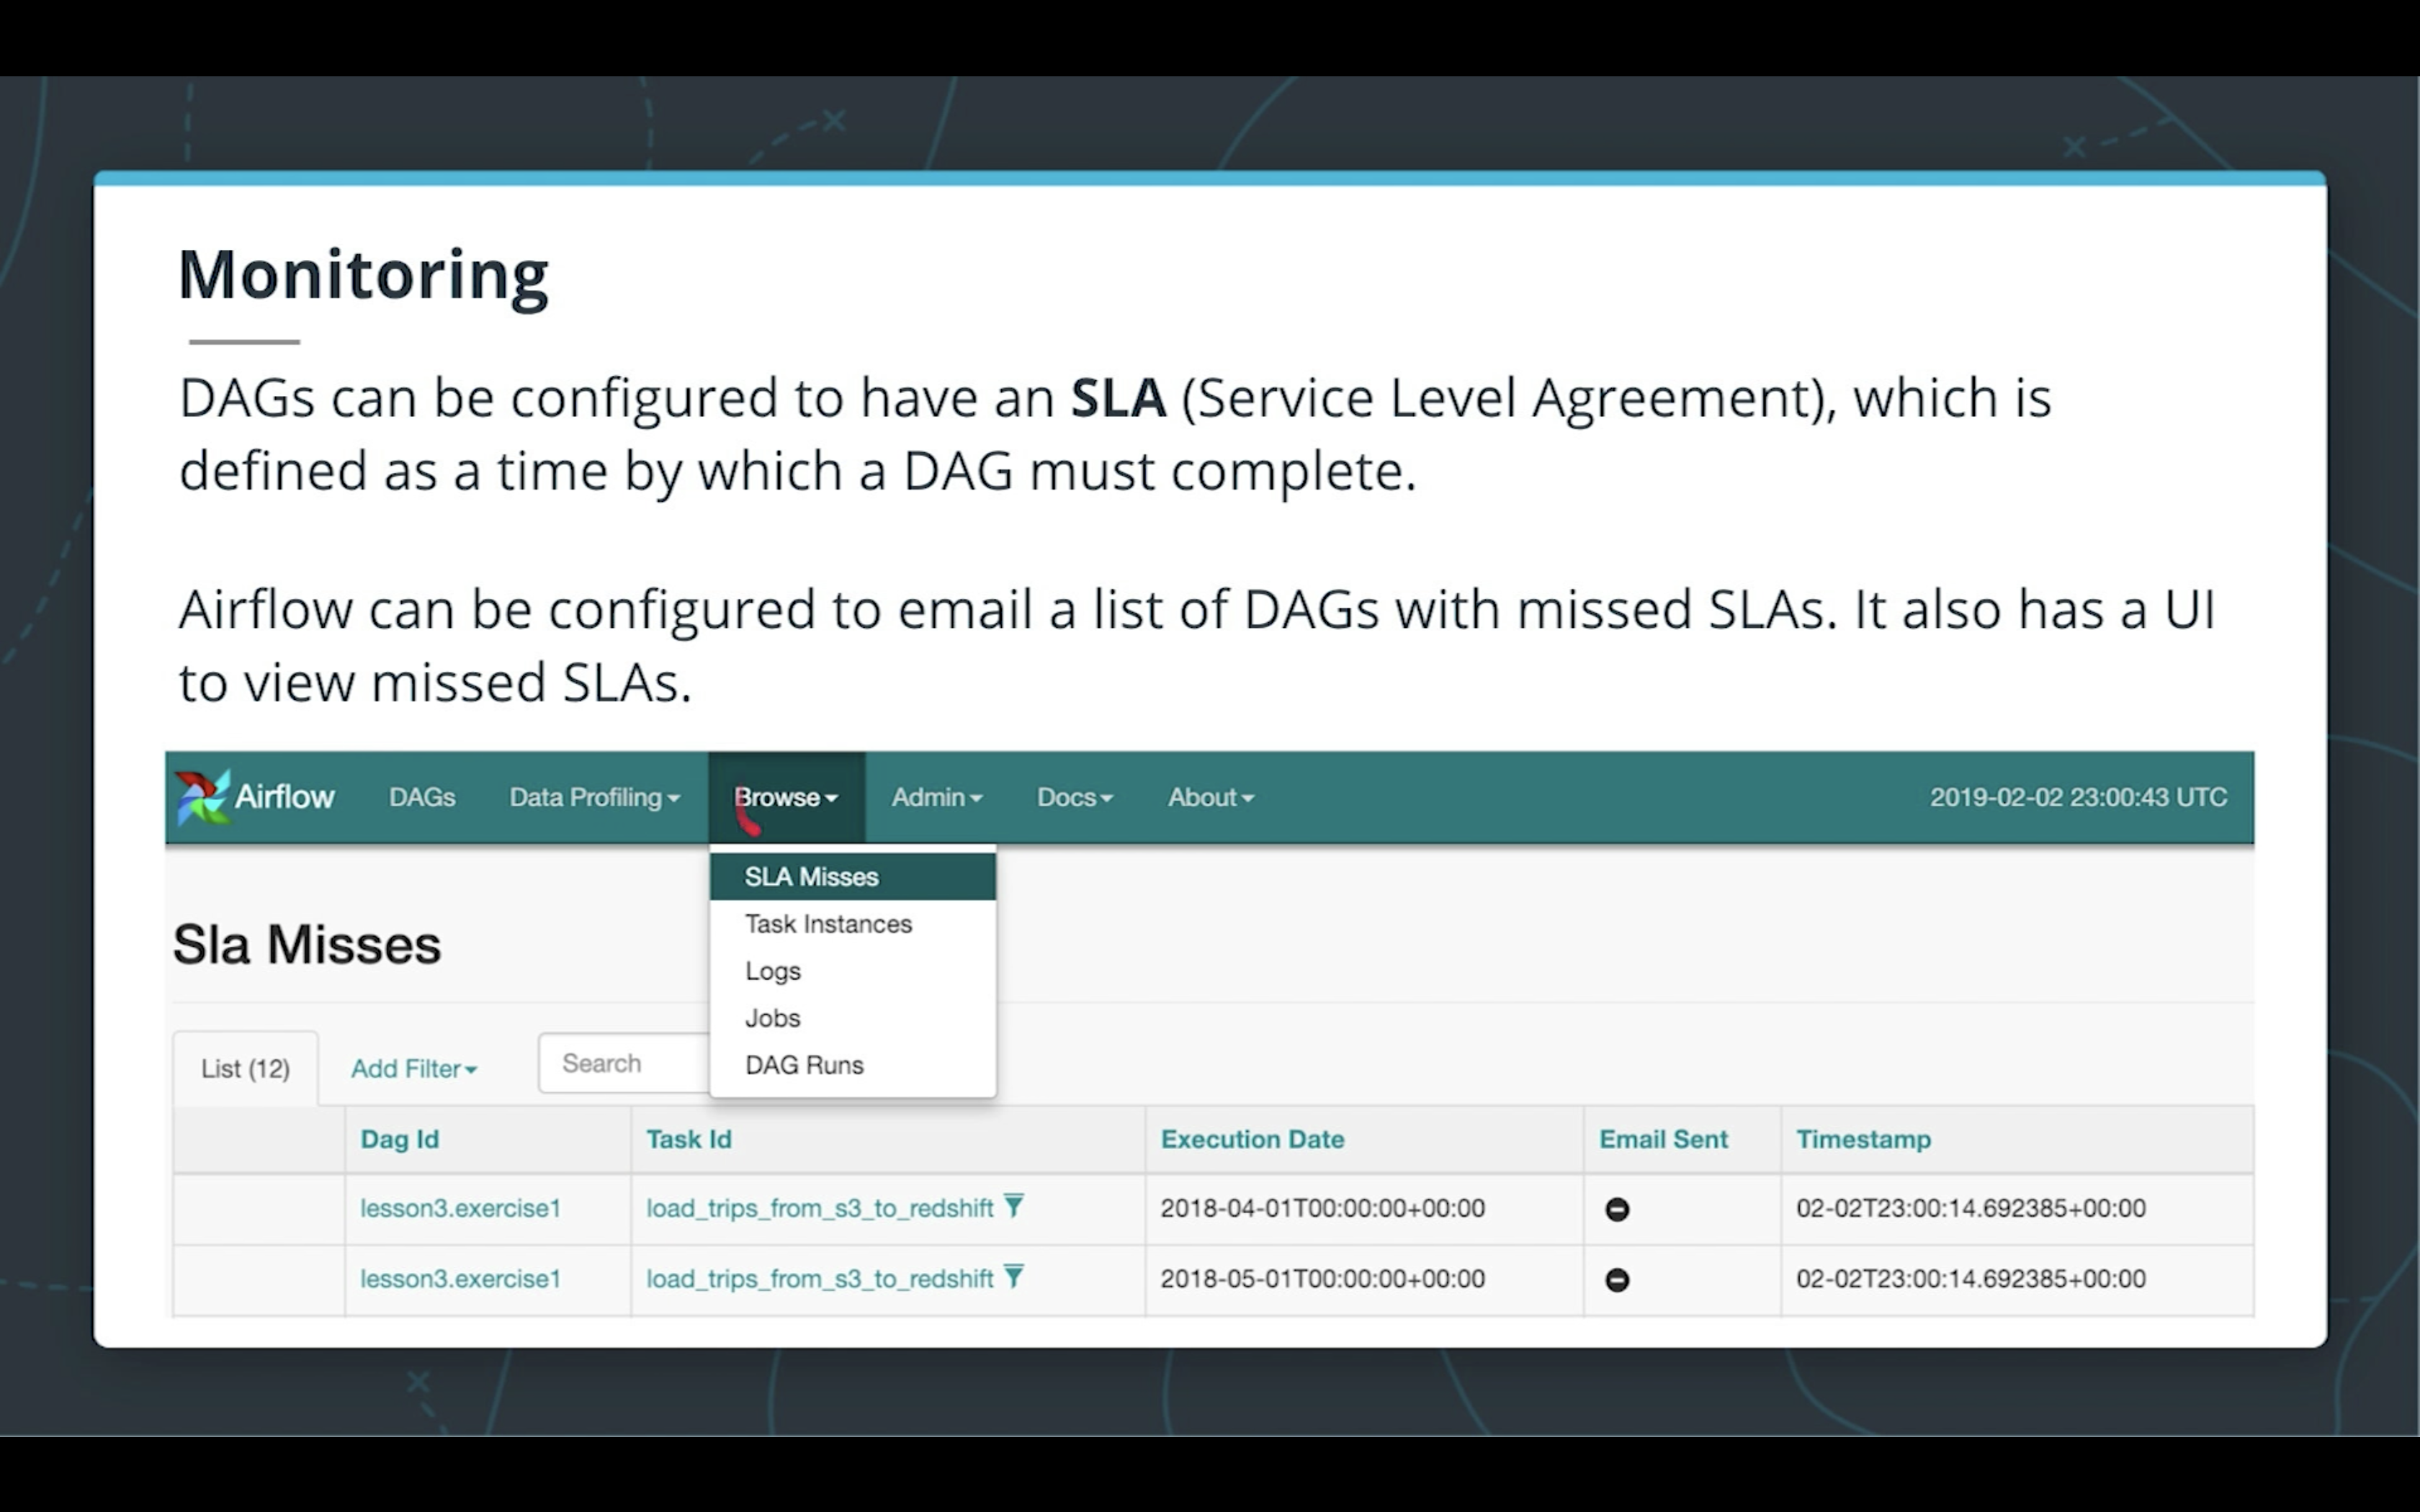 Monitoring
DAGs can be configured to have an SLA (Service Level Agreement), which is
defined as a time by which a DAG must complete.
Airflow can be configured to email a list of DAGs with missed SLAs. It also has a UI
to view missed SLAs.
Airflow DAGs Data Profiling Browse Admin Docs About 2019-02-02 23:00:43 UTC
SLA Misses
Task Instances
Logs
Jobs
DAG Runs
Sla Misses
List (12) Add Filter Search
Dag Id Task Id Execution Date Email Sent Timestamp
lesson3.exercise1 load_trips_from_s3_to_redshift 2018-04-01T00:00:00+00:00 02-02T23:00:14.692385+00:00
lesson3.exercise1 load_trips_from_s3_to_redshift 2018-05-01T00:00:00+00:00 02-02T23:00:14.692385+00:00